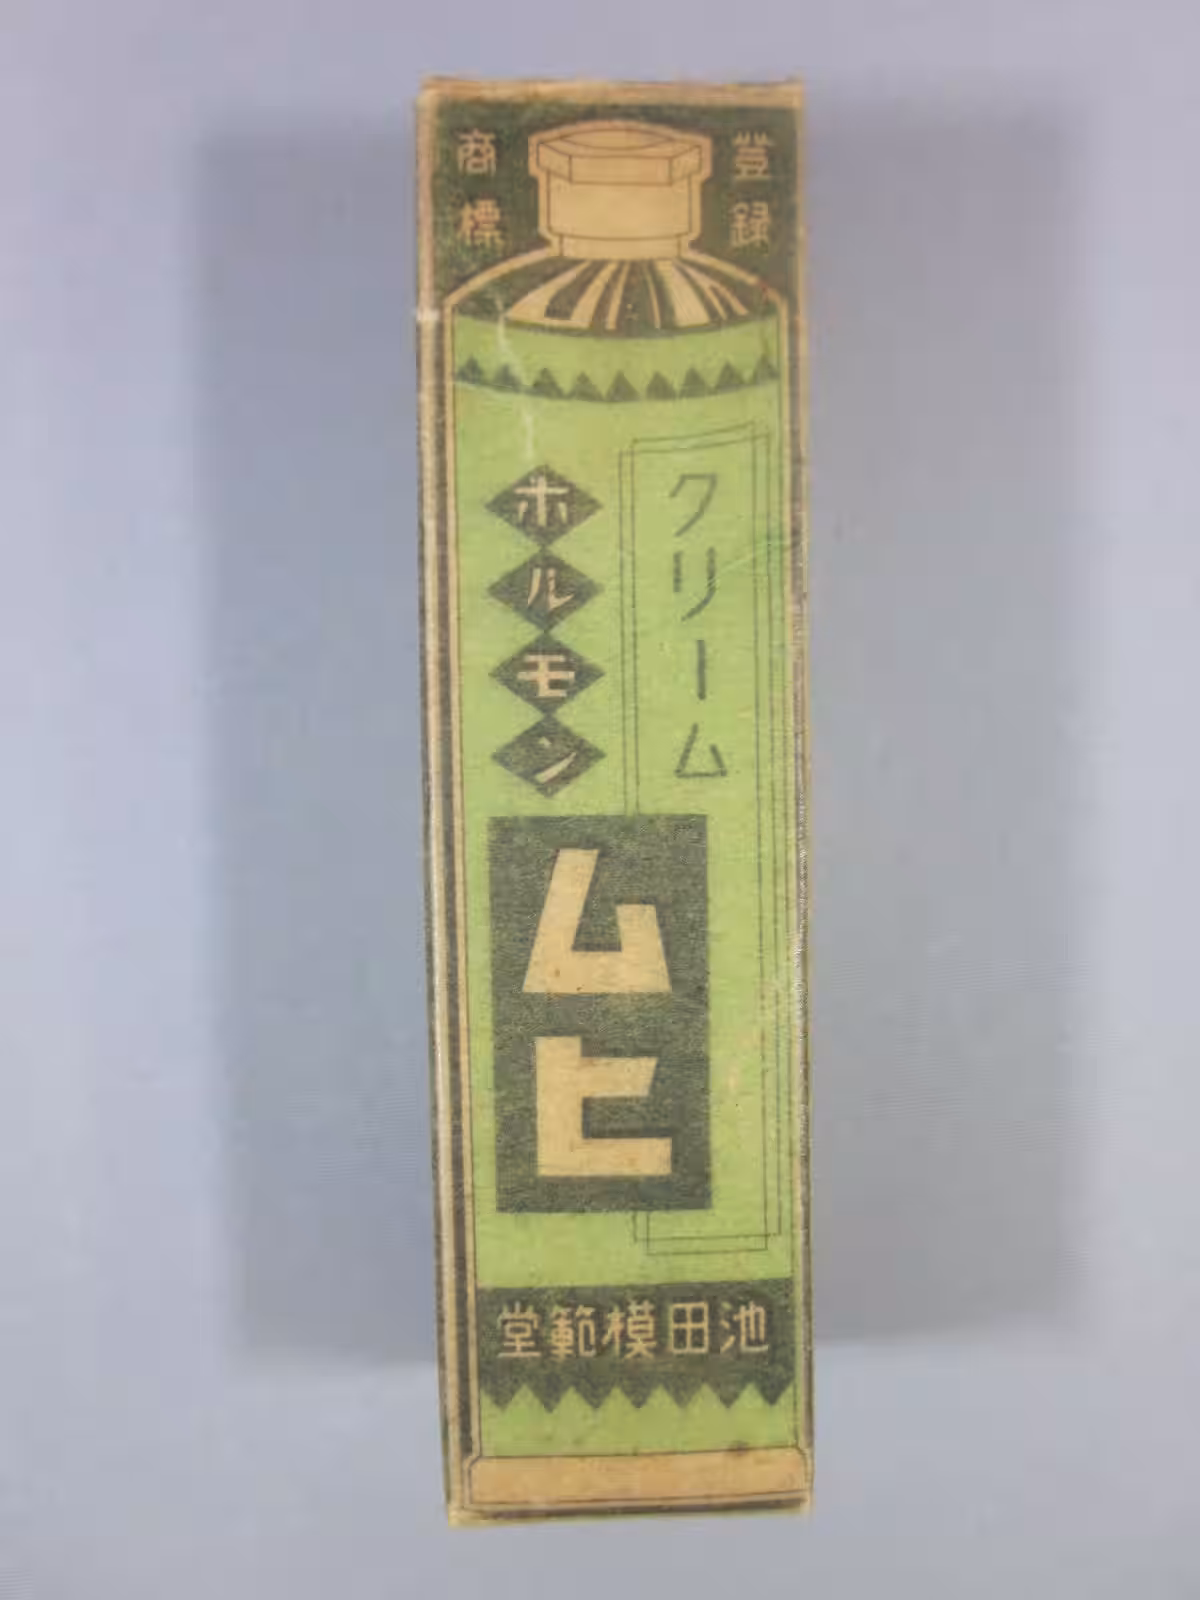 登録
商標
クリーム
ホルモン
ムヒ
堂範模田池